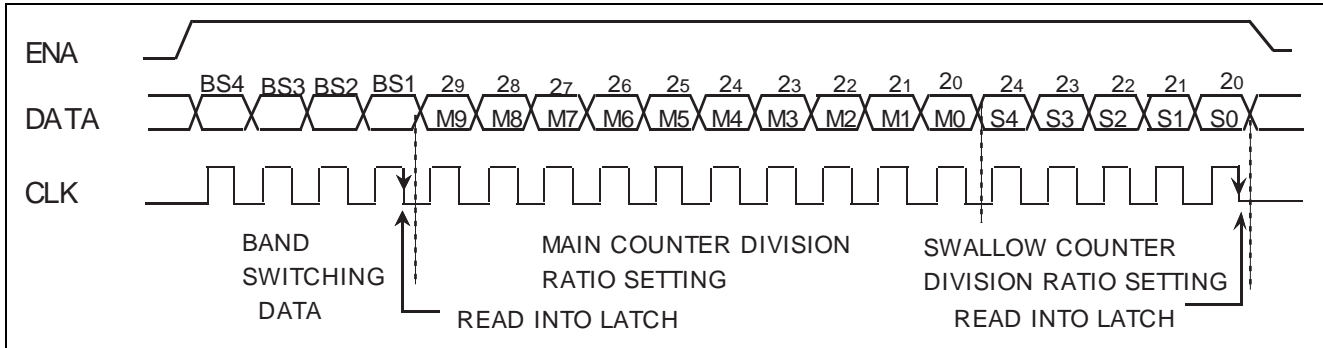 ENA
BS4 BS3 BS2 BS1 29 28 27 26 25 24 23 22 21 20 24 23 22 21 20
DATA M9 M8 M7 M6 M5 M4 M3 M2 M1 M0 S4 S3 S2 S1 S0
CLK
BAND
SWITCHING
DATA
MAIN COUNTER DIVISION
RATIO SETTING
SWALLOW COUNTER
DIVISION RATIO SETTING
READ INTO LATCH
READ INTO LATCH